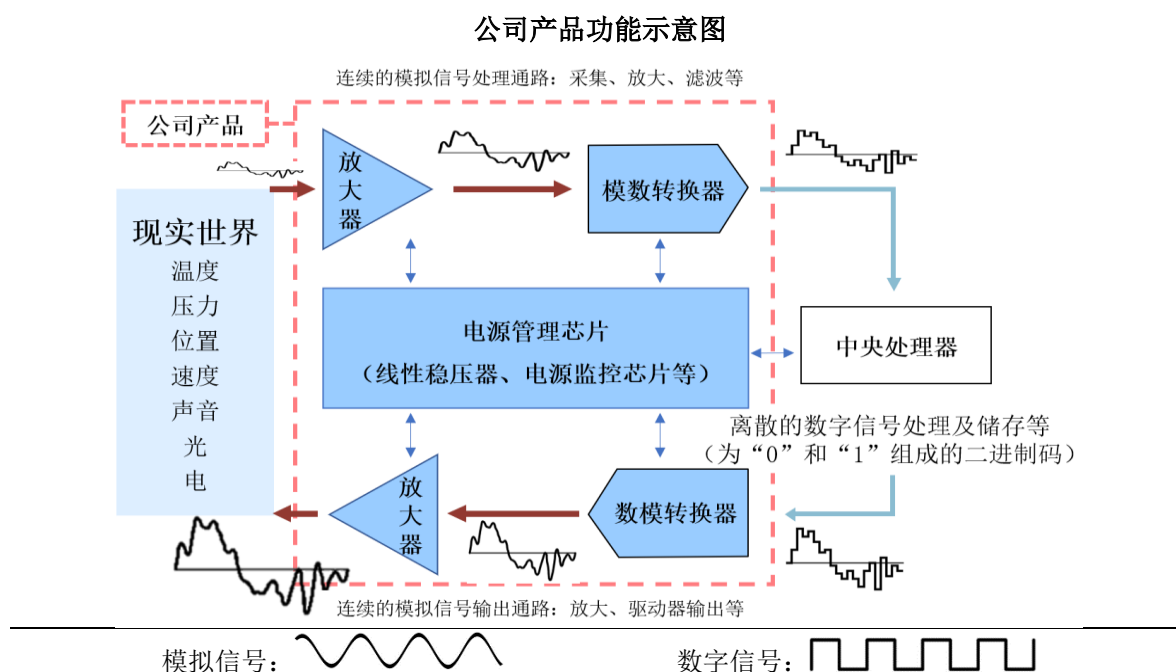 公司产品功能示意图
连续的模拟信号处理通路：采集、放大、滤波等
公司产品
放大器
模数转换器
现实世界
温度
压力
位置
速度
声音
光
电
电源管理芯片
（线性稳压器、电源监控芯片等）
中央处理器
离散的数字信号处理及储存等
（为“0”和“1”组成的二进制码）
放大器
数模转换器
连续的模拟信号输出通路：放大、驱动器输出等
模拟信号：
数字信号：